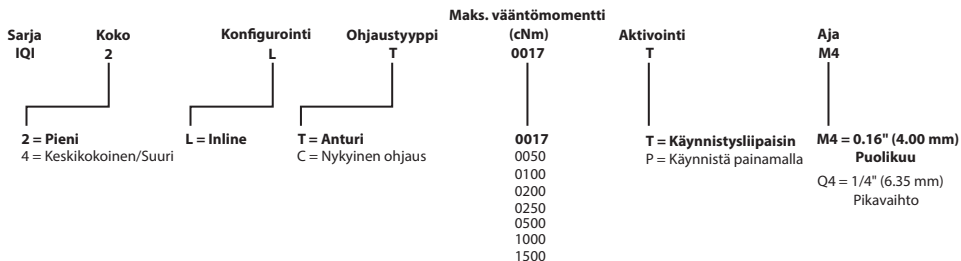 Maks. vääntömomentti
Sarja Koko Konfigurointi Ohjaustyyppi (cNm) Aktivointi Aja
IQI 2 L T 0017 T M4
2 = Pieni L = Inline T = Anturi 0017 T = Käynnistysliipaisin M4 = 0.16" (4.00 mm)
4 = Keskikokoinen/Suuri C = Nykyinen ohjaus 0050 P = Käynnistä painamalla Puolikuu
0100
0200 Q4 = 1/4" (6.35 mm)
0250 Pikavaihto
0500
1000
1500